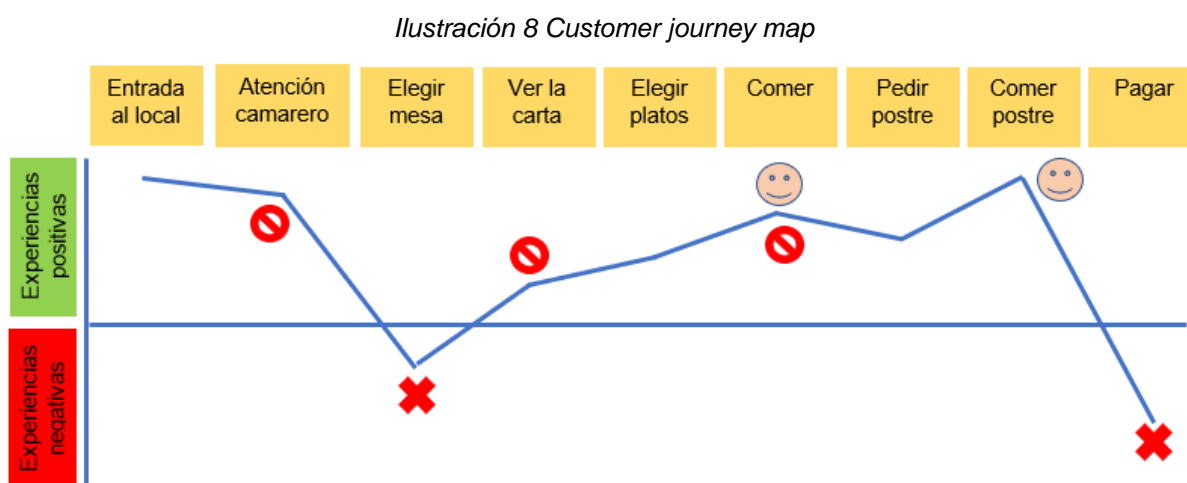 Ilustración 8 Customer journey map
Entrada
al local
Atención
camarero
Elegir
mesa
Ver la
carta
Elegir
platos
Comer
Pedir
postre
Comer
postre
Pagar
Experiencias
positivas
Experiencias
negativas